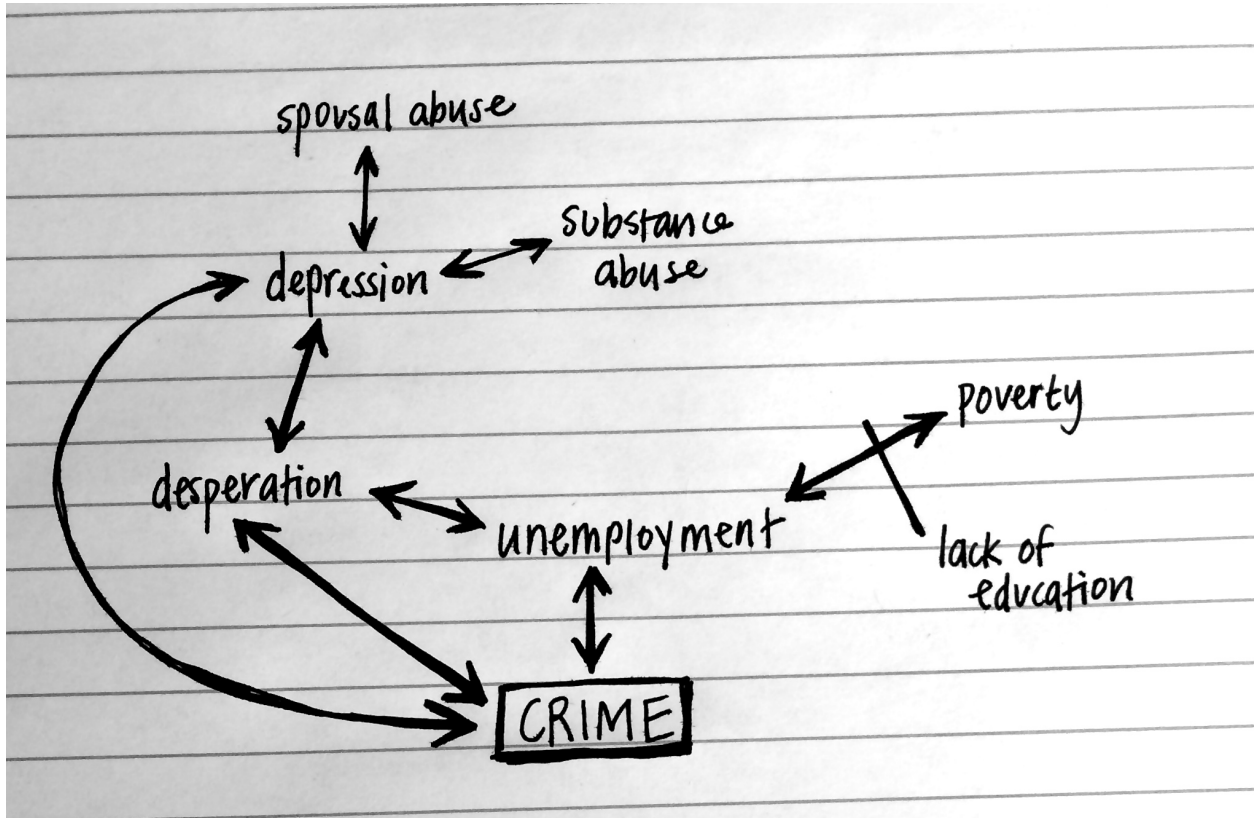 spousal abuse
substance
abuse
depression
poverty
desperation
unemployment
lack of
education
CRIME